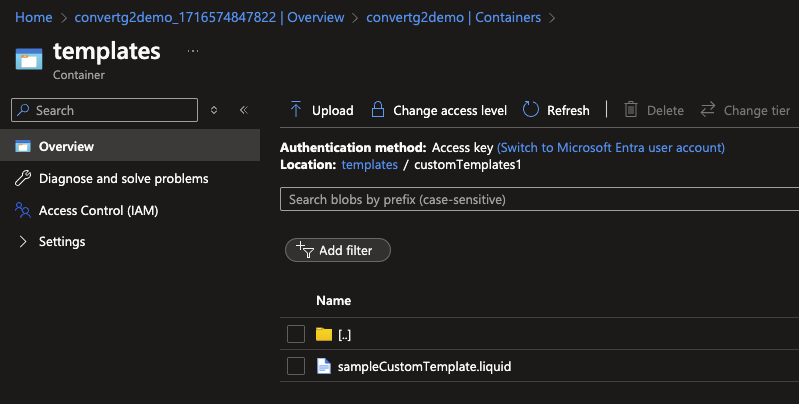 Home > convertg2demo_1716574847822 | Overview > convertg2demo | Containers >
templates ...
Container
Search
Upload Change access level Refresh | Delete Change tier
Overview
Authentication method: Access key (Switch to Microsoft Entra user account)
Location: templates / customTemplates1
Diagnose and solve problems
Search blobs by prefix (case-sensitive)
Access Control (IAM)
Settings
Add filter
Name
[..]
sampleCustomTemplate.liquid